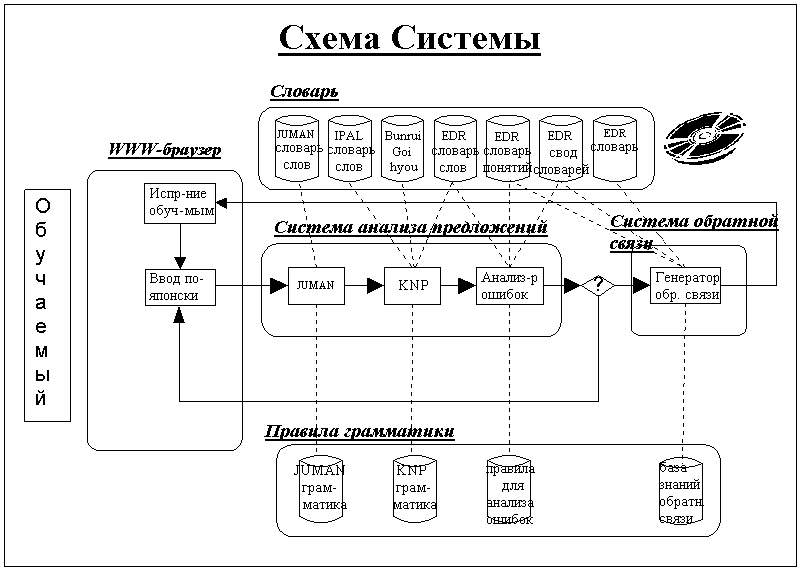 Схема Системы
Словарь
JUMAN
словарь
слов
IPAL
словарь
слов
Bunrui
Goi
hyou
EDR
словарь
слов
EDR
словарь
понятий
EDR
свод
словарей
EDR
словарь
WWW-браузер
Обучаемый
Испр-ние
обуч-мым
Ввод по-
японски
Система анализа предложений
JUMAN
KNP
Анализ-р
ошибок
?
Система обратной
связи
Генератор
обр. связи
Правила грамматики
JUMAN
грам-
матика
KNP
грам-
матика
правила
для
анализа
ошибок
база
знаний
обратн.
связи